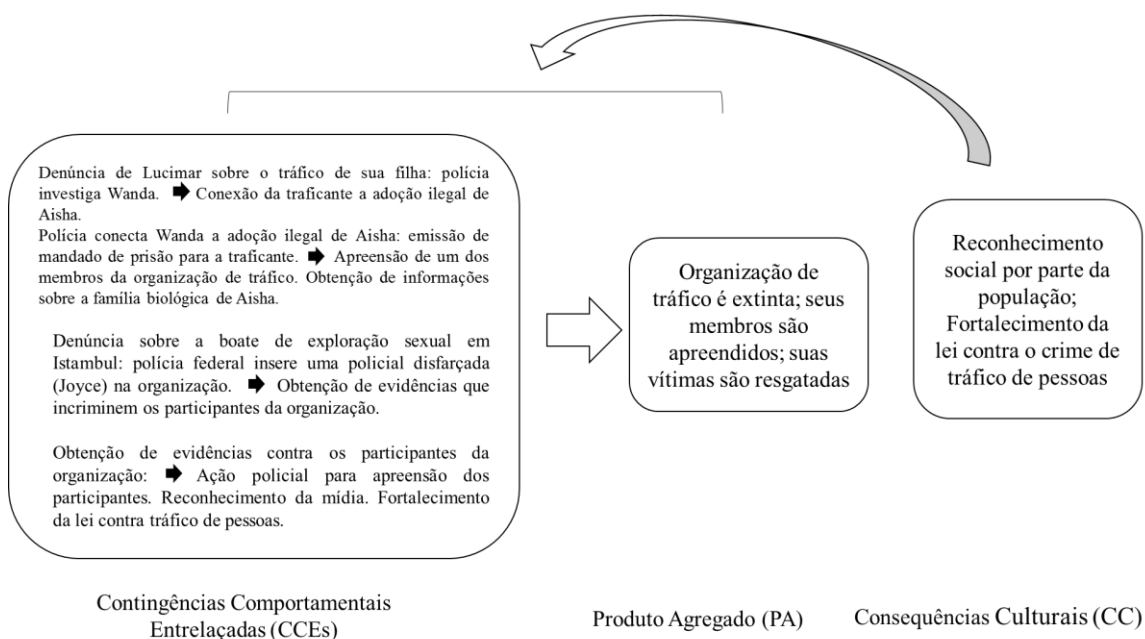 Denúncia de Lucimar sobre o tráfico de sua filha: polícia
investiga Wanda. 🡆 Conexão da traficante a adoção ilegal de
Aisha.
Polícia conecta Wanda a adoção ilegal de Aisha: emissão de
mandado de prisão para a traficante. 🡆 Apreensão de um dos
membros da organização de tráfico. Obtenção de informações
sobre a família biológica de Aisha.
Denúncia sobre a boate de exploração sexual em
Istambul: polícia federal insere uma policial disfarçada
(Joyce) na organização. 🡆 Obtenção de evidências que
incriminem os participantes da organização.
Obtenção de evidências contra os participantes da
organização: 🡆 Ação policial para apreensão dos
participantes. Reconhecimento da mídia. Fortalecimento
da lei contra tráfico de pessoas.
Organização de
tráfico é extinta; seus
membros são
apreendidos; suas
vítimas são resgatadas
Reconhecimento
social por parte da
população;
Fortalecimento da
lei contra o crime de
tráfico de pessoas
Contingências Comportamentais
Entrelaçadas (CCEs)
Produto Agregado (PA)
Consequências Culturais (CC)